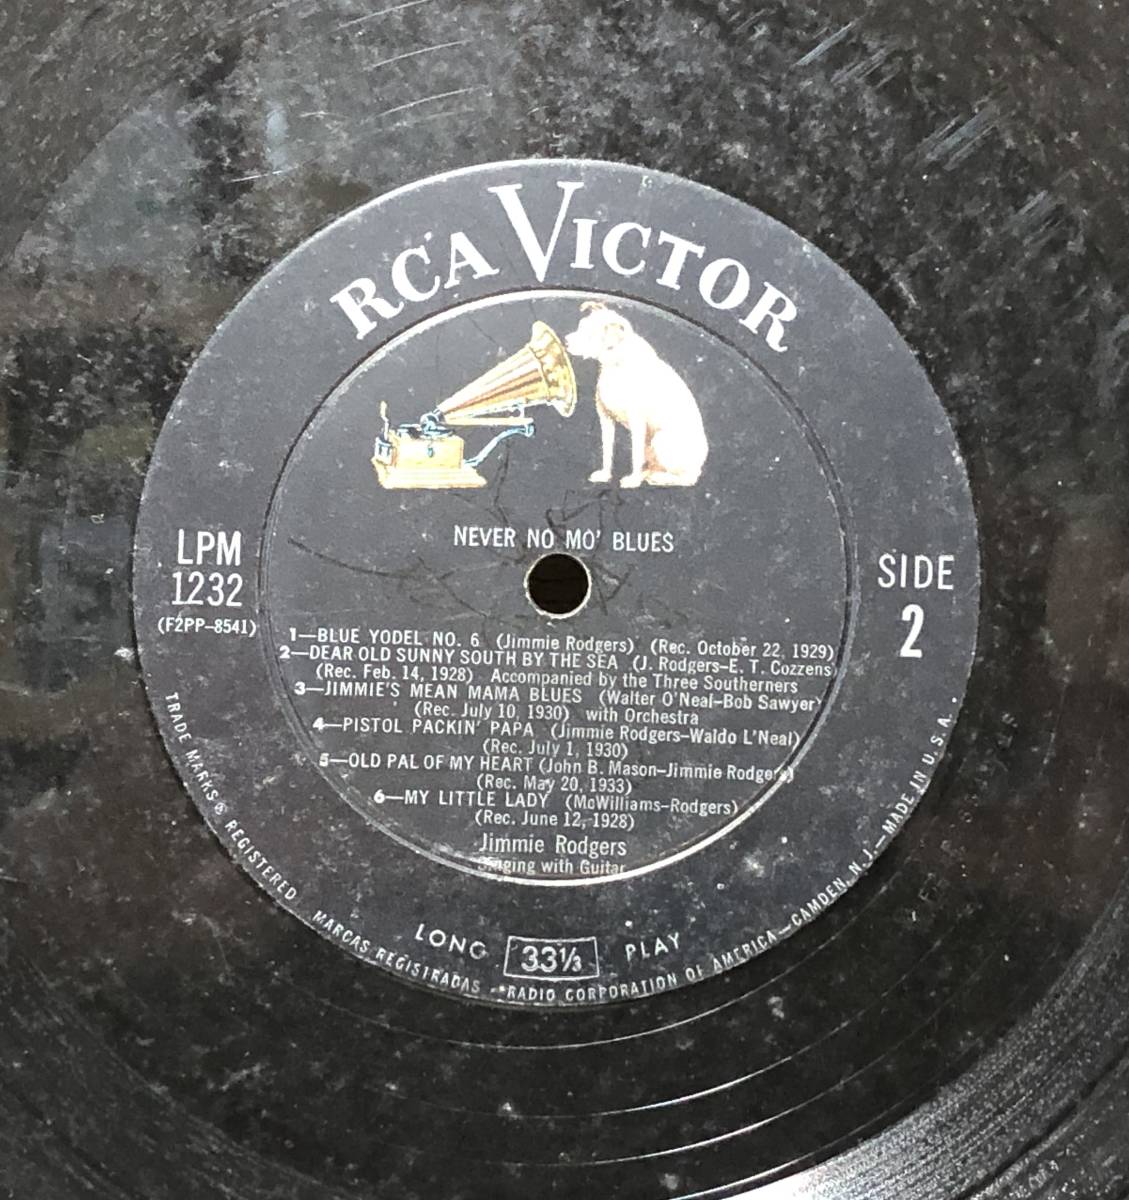 RCA VICTOR
NEVER NO MO' BLUES
LPM
1232
(F2PP-8541)
SIDE
2
1—BLUE YODEL NO. 6 (Jimmie Rodgers) (Rec. October 22, 1929)
2—DEAR OLD SUNNY SOUTH BY THE SEA (J. Rodgers-E. T. Cozzens)
(Rec. Feb. 14, 1928) Accompanied by the Three Southerners
3—JIMMIE'S MEAN MAMA BLUES (Walter O'Neal-Bob Sawyer)
(Rec. July 10, 1930) with Orchestra
4—PISTOL PACKIN' PAPA (Jimmie Rodgers-Waldo L'Neal)
(Rec. July 1, 1930)
5—OLD PAL OF MY HEART (John B. Mason-Jimmie Rodgers)
(Rec. May 20, 1933)
6—MY LITTLE LADY (McWilliams-Rodgers)
(Rec. June 12, 1928)
Jimmie Rodgers
Singing with Guitar
LONG 33⅓ PLAY
TRADE MARKS ® REGISTERED MARCAS REGISTRADAS • RADIO CORPORATION OF AMERICA—CAMDEN, N. J.—MADE IN U. S. A.